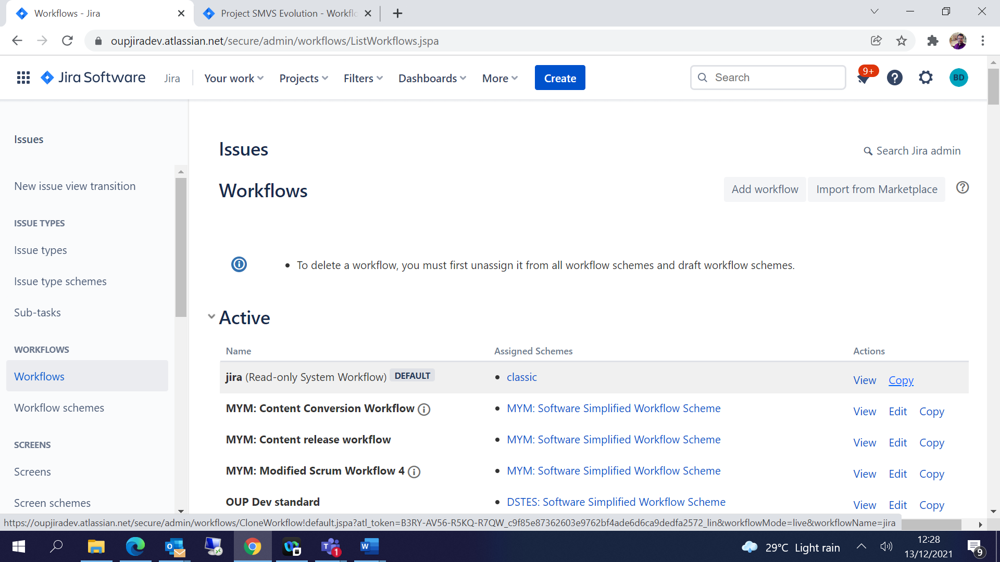 Workflows - Jira
Project SMVS Evolution - Workflo
oupjiradev.atlassian.net/secure/admin/workflows/ListWorkflows.jspa
Jira Software
Jira
Your work
Projects
Filters
Dashboards
More
Create
Search
9+
BD
Issues
New issue view transition
ISSUE TYPES
Issue types
Issue type schemes
Sub-tasks
WORKFLOWS
Workflows
Workflow schemes
SCREENS
Screens
Screen schemes
Issues
Search Jira admin
Workflows
Add workflow
Import from Marketplace
• To delete a workflow, you must first unassign it from all workflow schemes and draft workflow schemes.
Active
Name Assigned Schemes Actions
jira (Read-only System Workflow) DEFAULT • classic View Copy
MYM: Content Conversion Workflow • MYM: Software Simplified Workflow Scheme View Edit Copy
MYM: Content release workflow • MYM: Software Simplified Workflow Scheme View Edit Copy
MYM: Modified Scrum Workflow 4 • MYM: Software Simplified Workflow Scheme View Edit Copy
OUP Dev standard • DSTES: Software Simplified Workflow Scheme View Edit Copy
https://oupjiradev.atlassian.net/secure/admin/workflows/CloneWorkflow!default.jspa?atl_token=B3RY-AV56-R5KQ-R7QW_c9f85e87362603e9762bf4ade6d6ca9dedfa2572_lin&workflowMode=live&workflowName=jira
1
29°C Light rain
12:28
13/12/2021
9